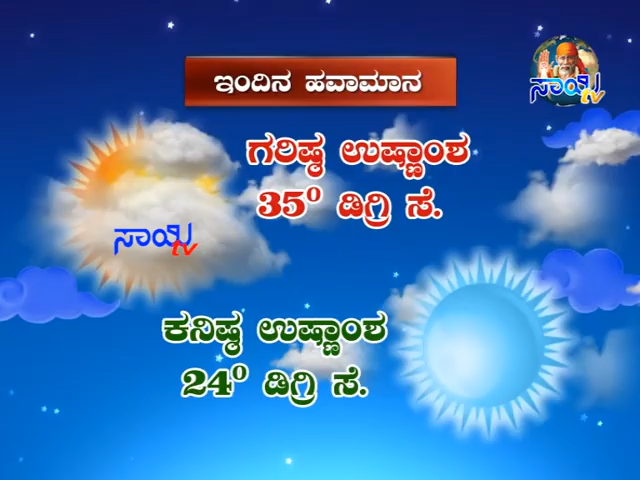 ಇಂದಿನ ಹವಾಮಾನ
ಗರಿಷ್ಠ ಉಷ್ಣಾಂಶ
35⁰ ಡಿಗ್ರಿ ಸೆ.
ಕನಿಷ್ಠ ಉಷ್ಣಾಂಶ
24⁰ ಡಿಗ್ರಿ ಸೆ.